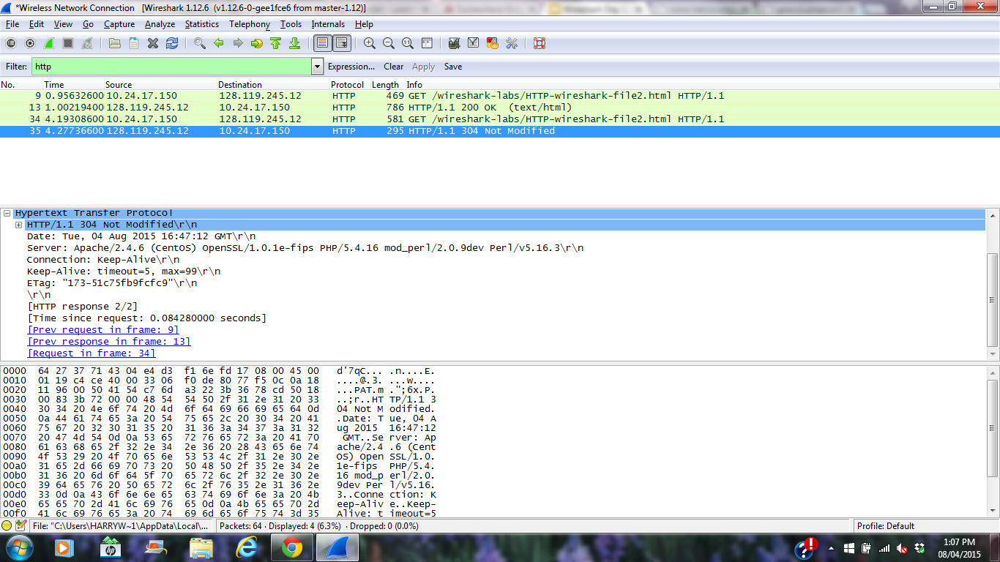 *Wireless Network Connection [Wireshark 1.12.6 (v1.12.6-0-gee1fce6 from master-1.12)]
File Edit View Go Capture Analyze Statistics Telephony Tools Internals Help
Filter: http Expression... Clear Apply Save
No. Time Source Destination Protocol Length Info
9 0.95632600 10.24.17.150 128.119.245.12 HTTP 469 GET /wireshark-labs/HTTP-wireshark-file2.html HTTP/1.1
13 1.00219400 128.119.245.12 10.24.17.150 HTTP 786 HTTP/1.1 200 OK (text/html)
34 4.19308600 10.24.17.150 128.119.245.12 HTTP 581 GET /wireshark-labs/HTTP-wireshark-file2.html HTTP/1.1
35 4.27736600 128.119.245.12 10.24.17.150 HTTP 295 HTTP/1.1 304 Not Modified
Hypertext Transfer Protocol
HTTP/1.1 304 Not Modified\r\n
Date: Tue, 04 Aug 2015 16:47:12 GMT\r\n
Server: Apache/2.4.6 (CentOS) OpenSSL/1.0.1e-fips PHP/5.4.16 mod_perl/2.0.9dev Perl/v5.16.3\r\n
Connection: Keep-Alive\r\n
Keep-Alive: timeout=5, max=99\r\n
ETag: "173-51c75fb9fcfc9"\r\n
\r\n
[HTTP response 2/2]
[Time since request: 0.084280000 seconds]
[Prev request in frame: 9]
[Prev response in frame: 13]
[Request in frame: 34]
0000 64 27 37 71 43 04 e4 d3 f1 6e fd 17 08 00 45 00 d'7qC... .n....E.
0010 01 19 c4 ce 40 00 33 06 f0 de 80 77 f5 0c 0a 18 ....@.3. ...w....
0020 11 96 00 50 41 54 c7 6d a3 22 3b 36 78 cd 50 18 ...PAT.m .";6x.P.
0030 00 83 3b 72 00 00 48 54 54 50 2f 31 2e 31 20 33 ..;r..HT TP/1.1 3
0040 30 34 20 4e 6f 74 20 4d 6f 64 69 66 69 65 64 0d 04 Not M odified.
0050 0a 44 61 74 65 3a 20 54 75 65 2c 20 30 34 20 41 .Date: T ue, 04 A
0060 75 67 20 32 30 31 35 20 31 36 3a 34 37 3a 31 32 ug 2015 16:47:12
0070 20 47 4d 54 0d 0a 53 65 72 76 65 72 3a 20 41 70 GMT..Se rver: Ap
0080 61 63 68 65 2f 32 2e 34 2e 36 20 28 43 65 6e 74 ache/2.4 .6 (Cent
0090 4f 53 29 20 4f 70 65 6e 53 53 4c 2f 31 2e 30 2e OS) Open SSL/1.0.
00a0 31 65 2d 66 69 70 73 20 50 48 50 2f 35 2e 34 2e 1e-fips PHP/5.4.
00b0 31 36 20 6d 6f 64 5f 70 65 72 6c 2f 32 2e 30 2e 16 mod_p erl/2.0.
00c0 39 64 65 76 20 50 65 72 6c 2f 76 35 2e 31 36 2e 9dev Per l/v5.16.
00d0 33 0d 0a 43 6f 6e 6e 65 63 74 69 6f 6e 3a 20 4b 3..Conne ction: K
00e0 65 65 70 2d 41 6c 69 76 65 0d 0a 4b 65 65 70 2d eep-Aliv e..Keep-
00f0 41 6c 69 76 65 3a 20 74 69 6d 65 6f 75 74 3d 35 Alive: t imeout=5
File: "C:\Users\HARRYW~1\AppData\Local\... Packets: 64 · Displayed: 4 (6.3%) · Dropped: 0 (0.0%) Profile: Default
1:07 PM
08/04/2015